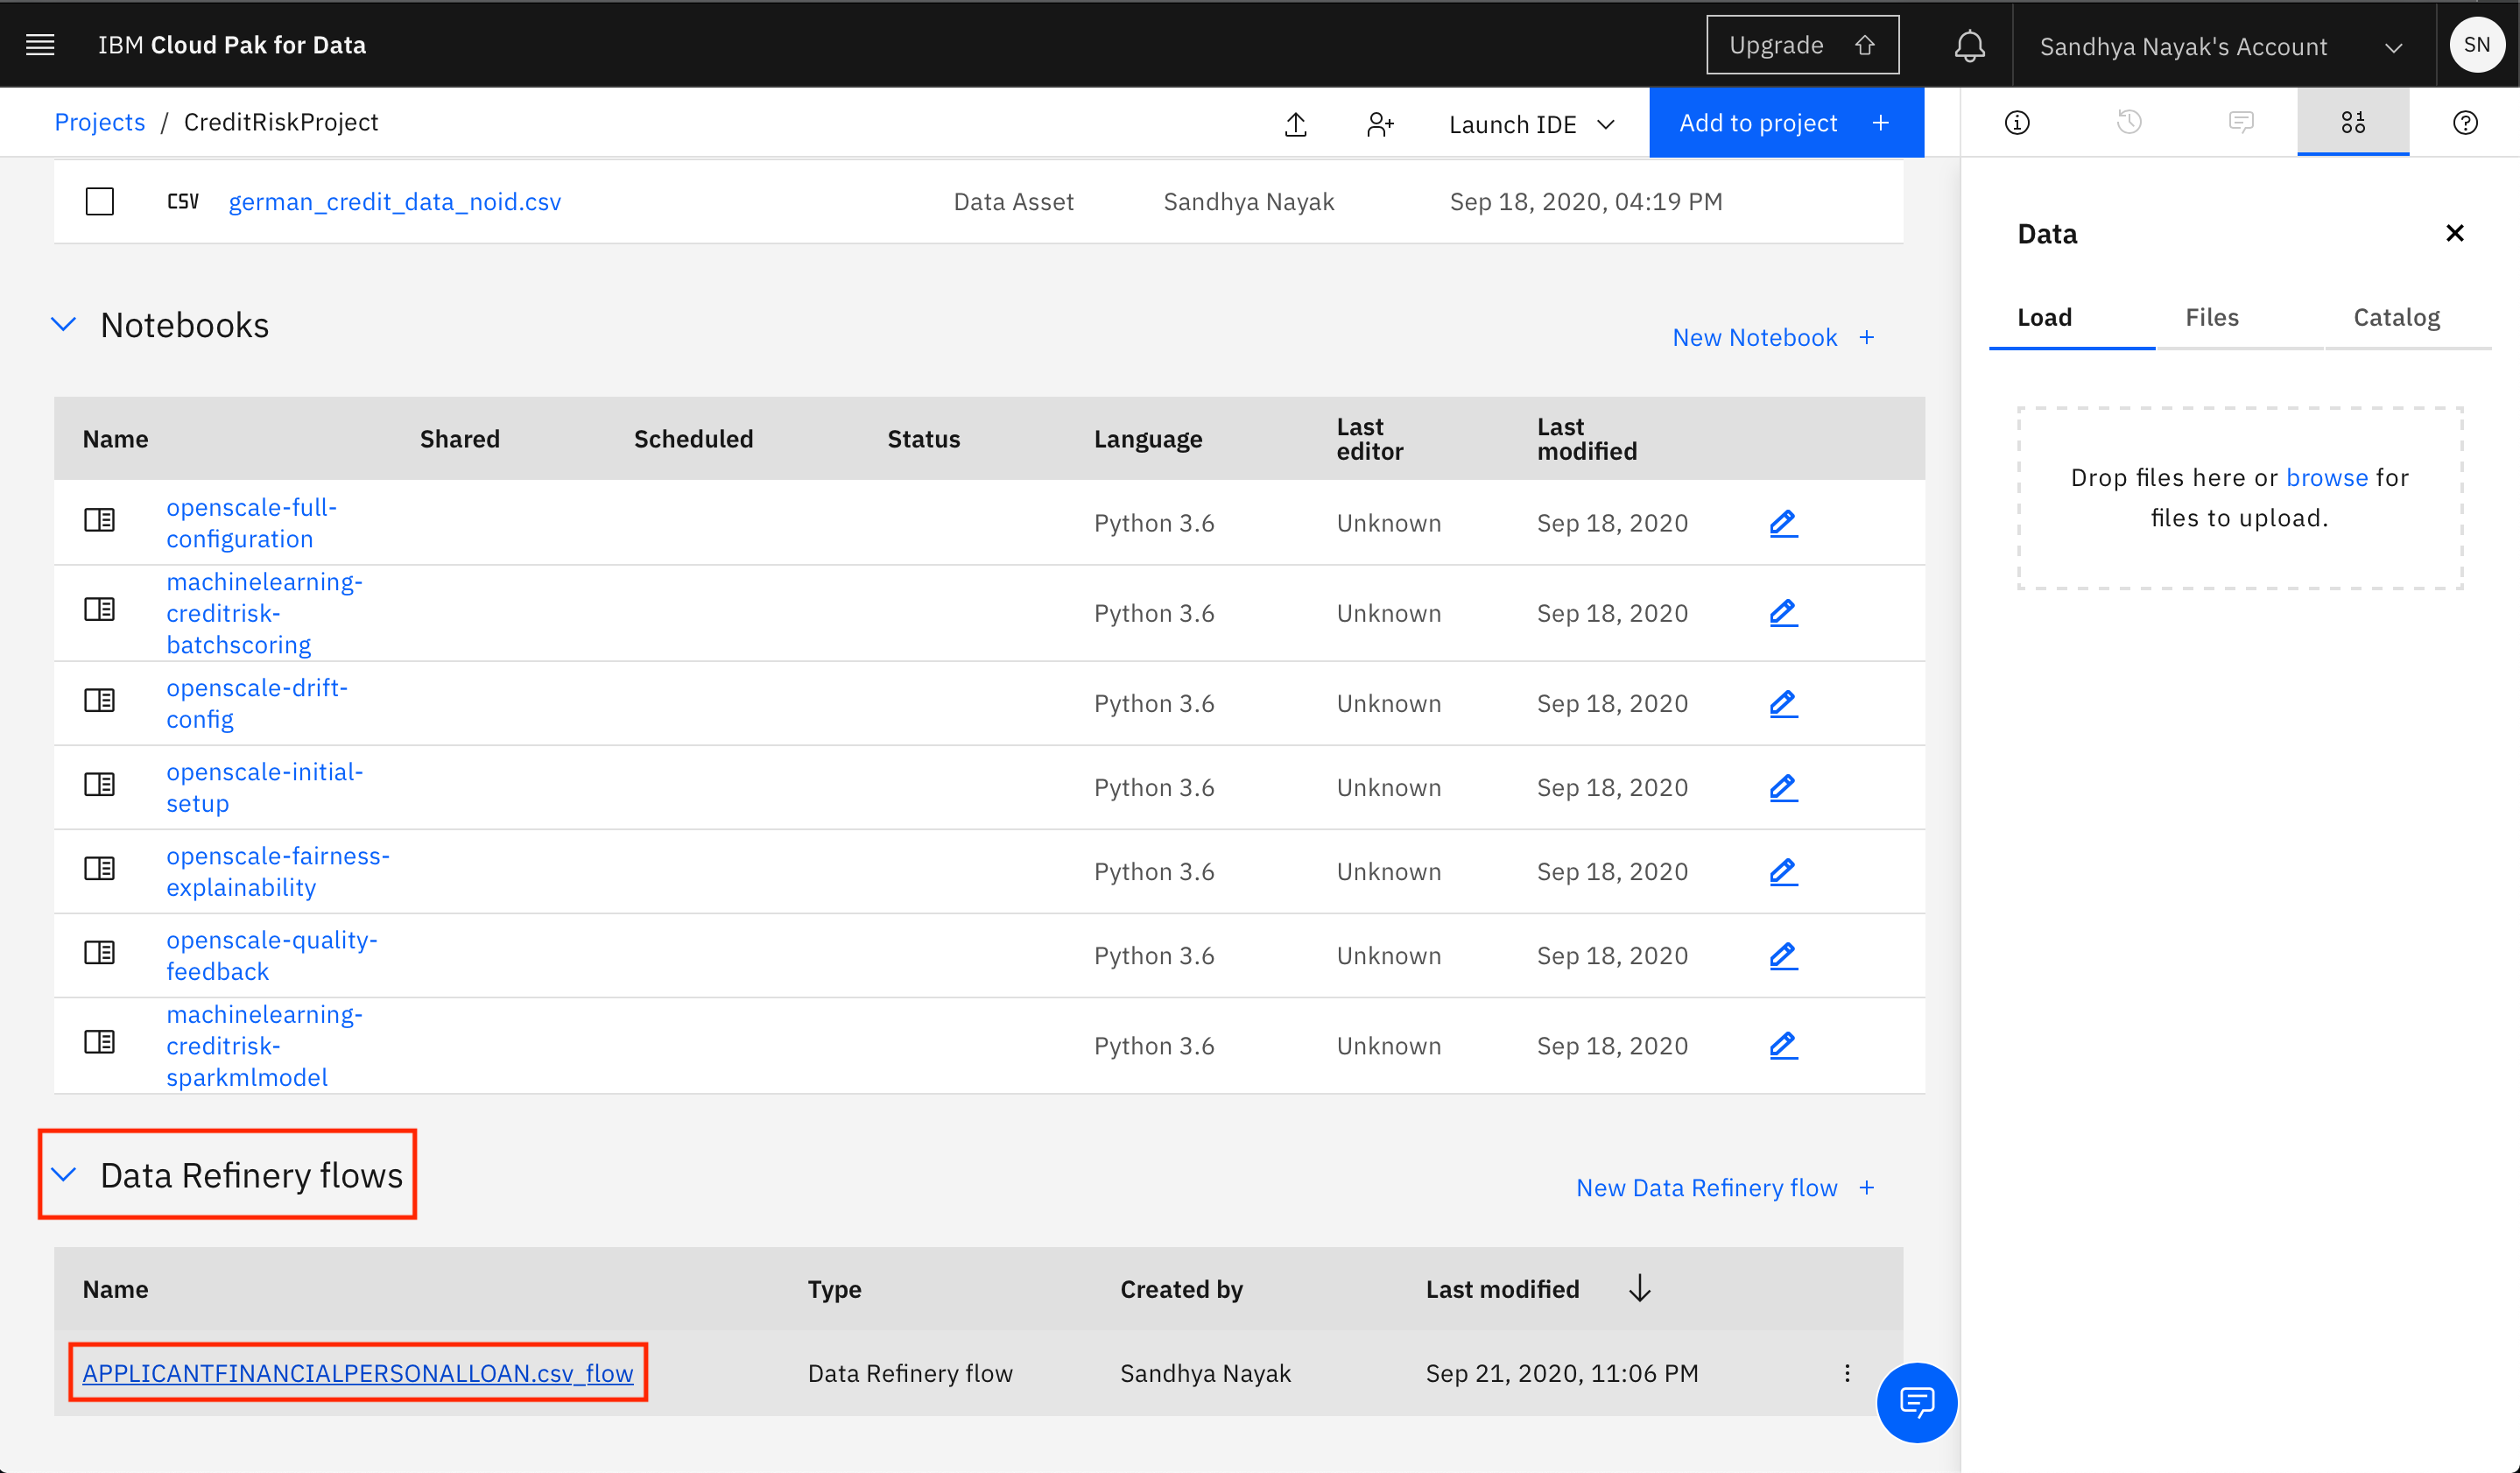 IBM Cloud Pak for Data
Upgrade
Sandhya Nayak's Account
SN
Projects / CreditRiskProject
Launch IDE
Add to project +
CSV german_credit_data_noid.csv Data Asset Sandhya Nayak Sep 18, 2020, 04:19 PM
Notebooks
New Notebook +
Name Shared Scheduled Status Language Last editor Last modified
openscale-full-
configuration
Python 3.6 Unknown Sep 18, 2020
machinelearning-
creditrisk-
batchscoring
Python 3.6 Unknown Sep 18, 2020
openscale-drift-
config
Python 3.6 Unknown Sep 18, 2020
openscale-initial-
setup
Python 3.6 Unknown Sep 18, 2020
openscale-fairness-
explainability
Python 3.6 Unknown Sep 18, 2020
openscale-quality-
feedback
Python 3.6 Unknown Sep 18, 2020
machinelearning-
creditrisk-
sparkmlmodel
Python 3.6 Unknown Sep 18, 2020
Data Refinery flows
New Data Refinery flow +
Name Type Created by Last modified
APPLICANTFINANCIALPERSONALLOAN.csv_flow Data Refinery flow Sandhya Nayak Sep 21, 2020, 11:06 PM
Data
Load Files Catalog
Drop files here or browse for
files to upload.